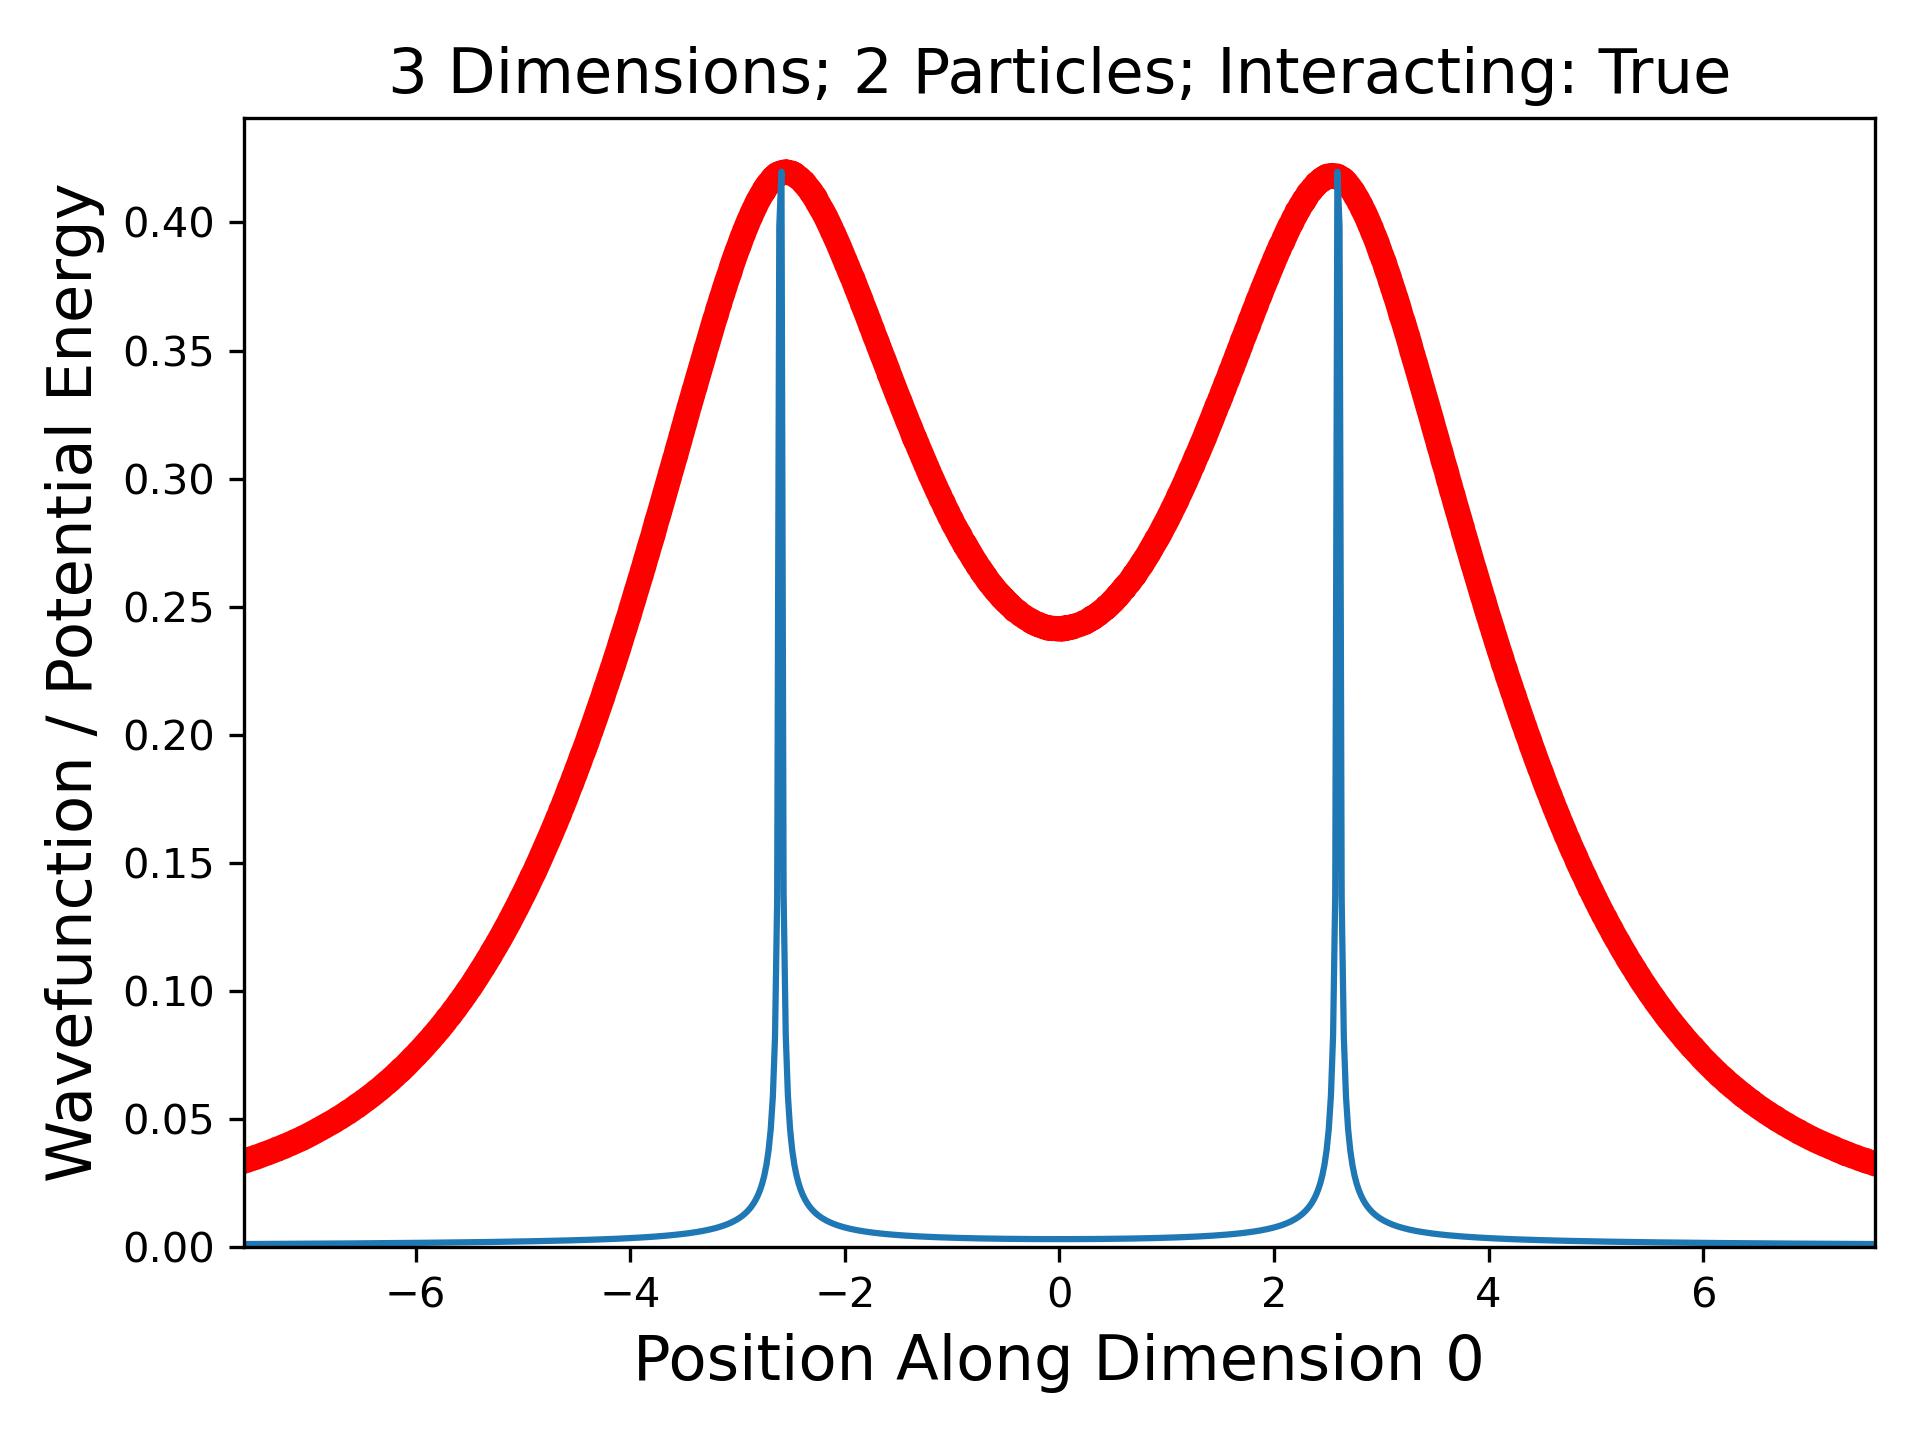 3 Dimensions; 2 Particles; Interacting: True
Wavefunction / Potential Energy
0.40
0.35
0.30
0.25
0.20
0.15
0.10
0.05
0.00
−6 −4 −2 0 2 4 6
Position Along Dimension 0